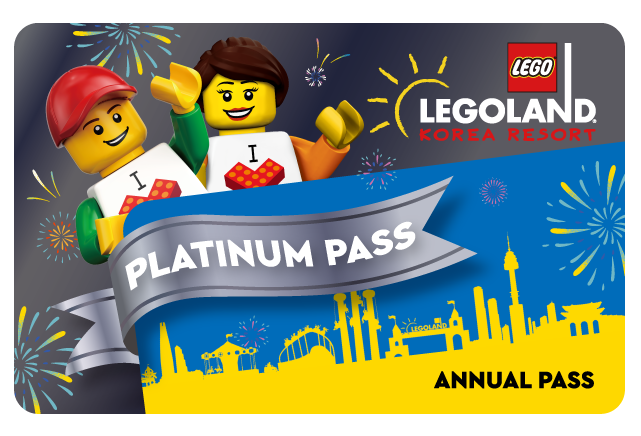 LEGO
LEGOLAND®
KOREA RESORT
I
I
PLATINUM PASS
LEGOLAND
ANNUAL PASS